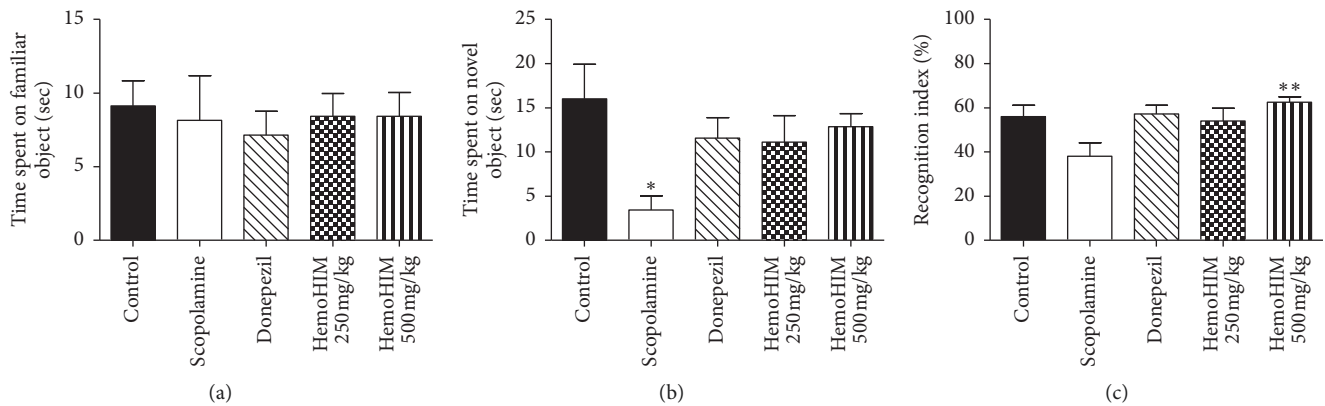 Time spent on familiar
object (sec)
15
10
5
0
Control
Scopolamine
Donepezil
HemoHIM
250 mg/kg
HemoHIM
500 mg/kg
(a)
Time spent on novel
object (sec)
25
20
15
10
5
0
*
Control
Scopolamine
Donepezil
HemoHIM
250 mg/kg
HemoHIM
500 mg/kg
(b)
Recognition index (%)
100
80
60
40
20
0
**
Control
Scopolamine
Donepezil
HemoHIM
250 mg/kg
HemoHIM
500 mg/kg
(c)